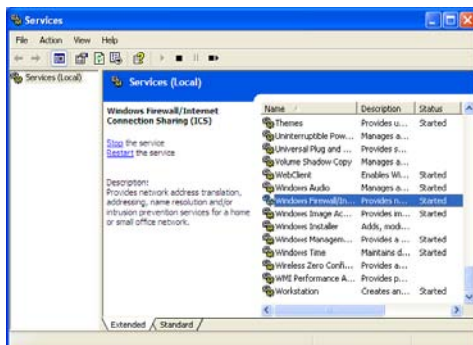 Services
File Action View Help
Services (Local)
Services (Local)
Windows Firewall/Internet
Connection Sharing (ICS)
Stop the service
Restart the service
Description:
Provides network address translation,
addressing, name resolution and/or
intrusion prevention services for a home
or small office network.
Name Description Status
Themes Provides u... Started
Uninterruptible Pow... Manages a...
Universal Plug and ... Provides s...
Volume Shadow Copy Manages a...
WebClient Enables Wi... Started
Windows Audio Manages a... Started
Windows Firewall/In... Provides n... Started
Windows Image Ac... Provides im... Started
Windows Installer Adds, modi...
Windows Managem... Provides a ... Started
Windows Time Maintains d... Started
Wireless Zero Confi... Provides a...
WMI Performance A... Provides p...
Workstation Creates an... Started
Extended Standard